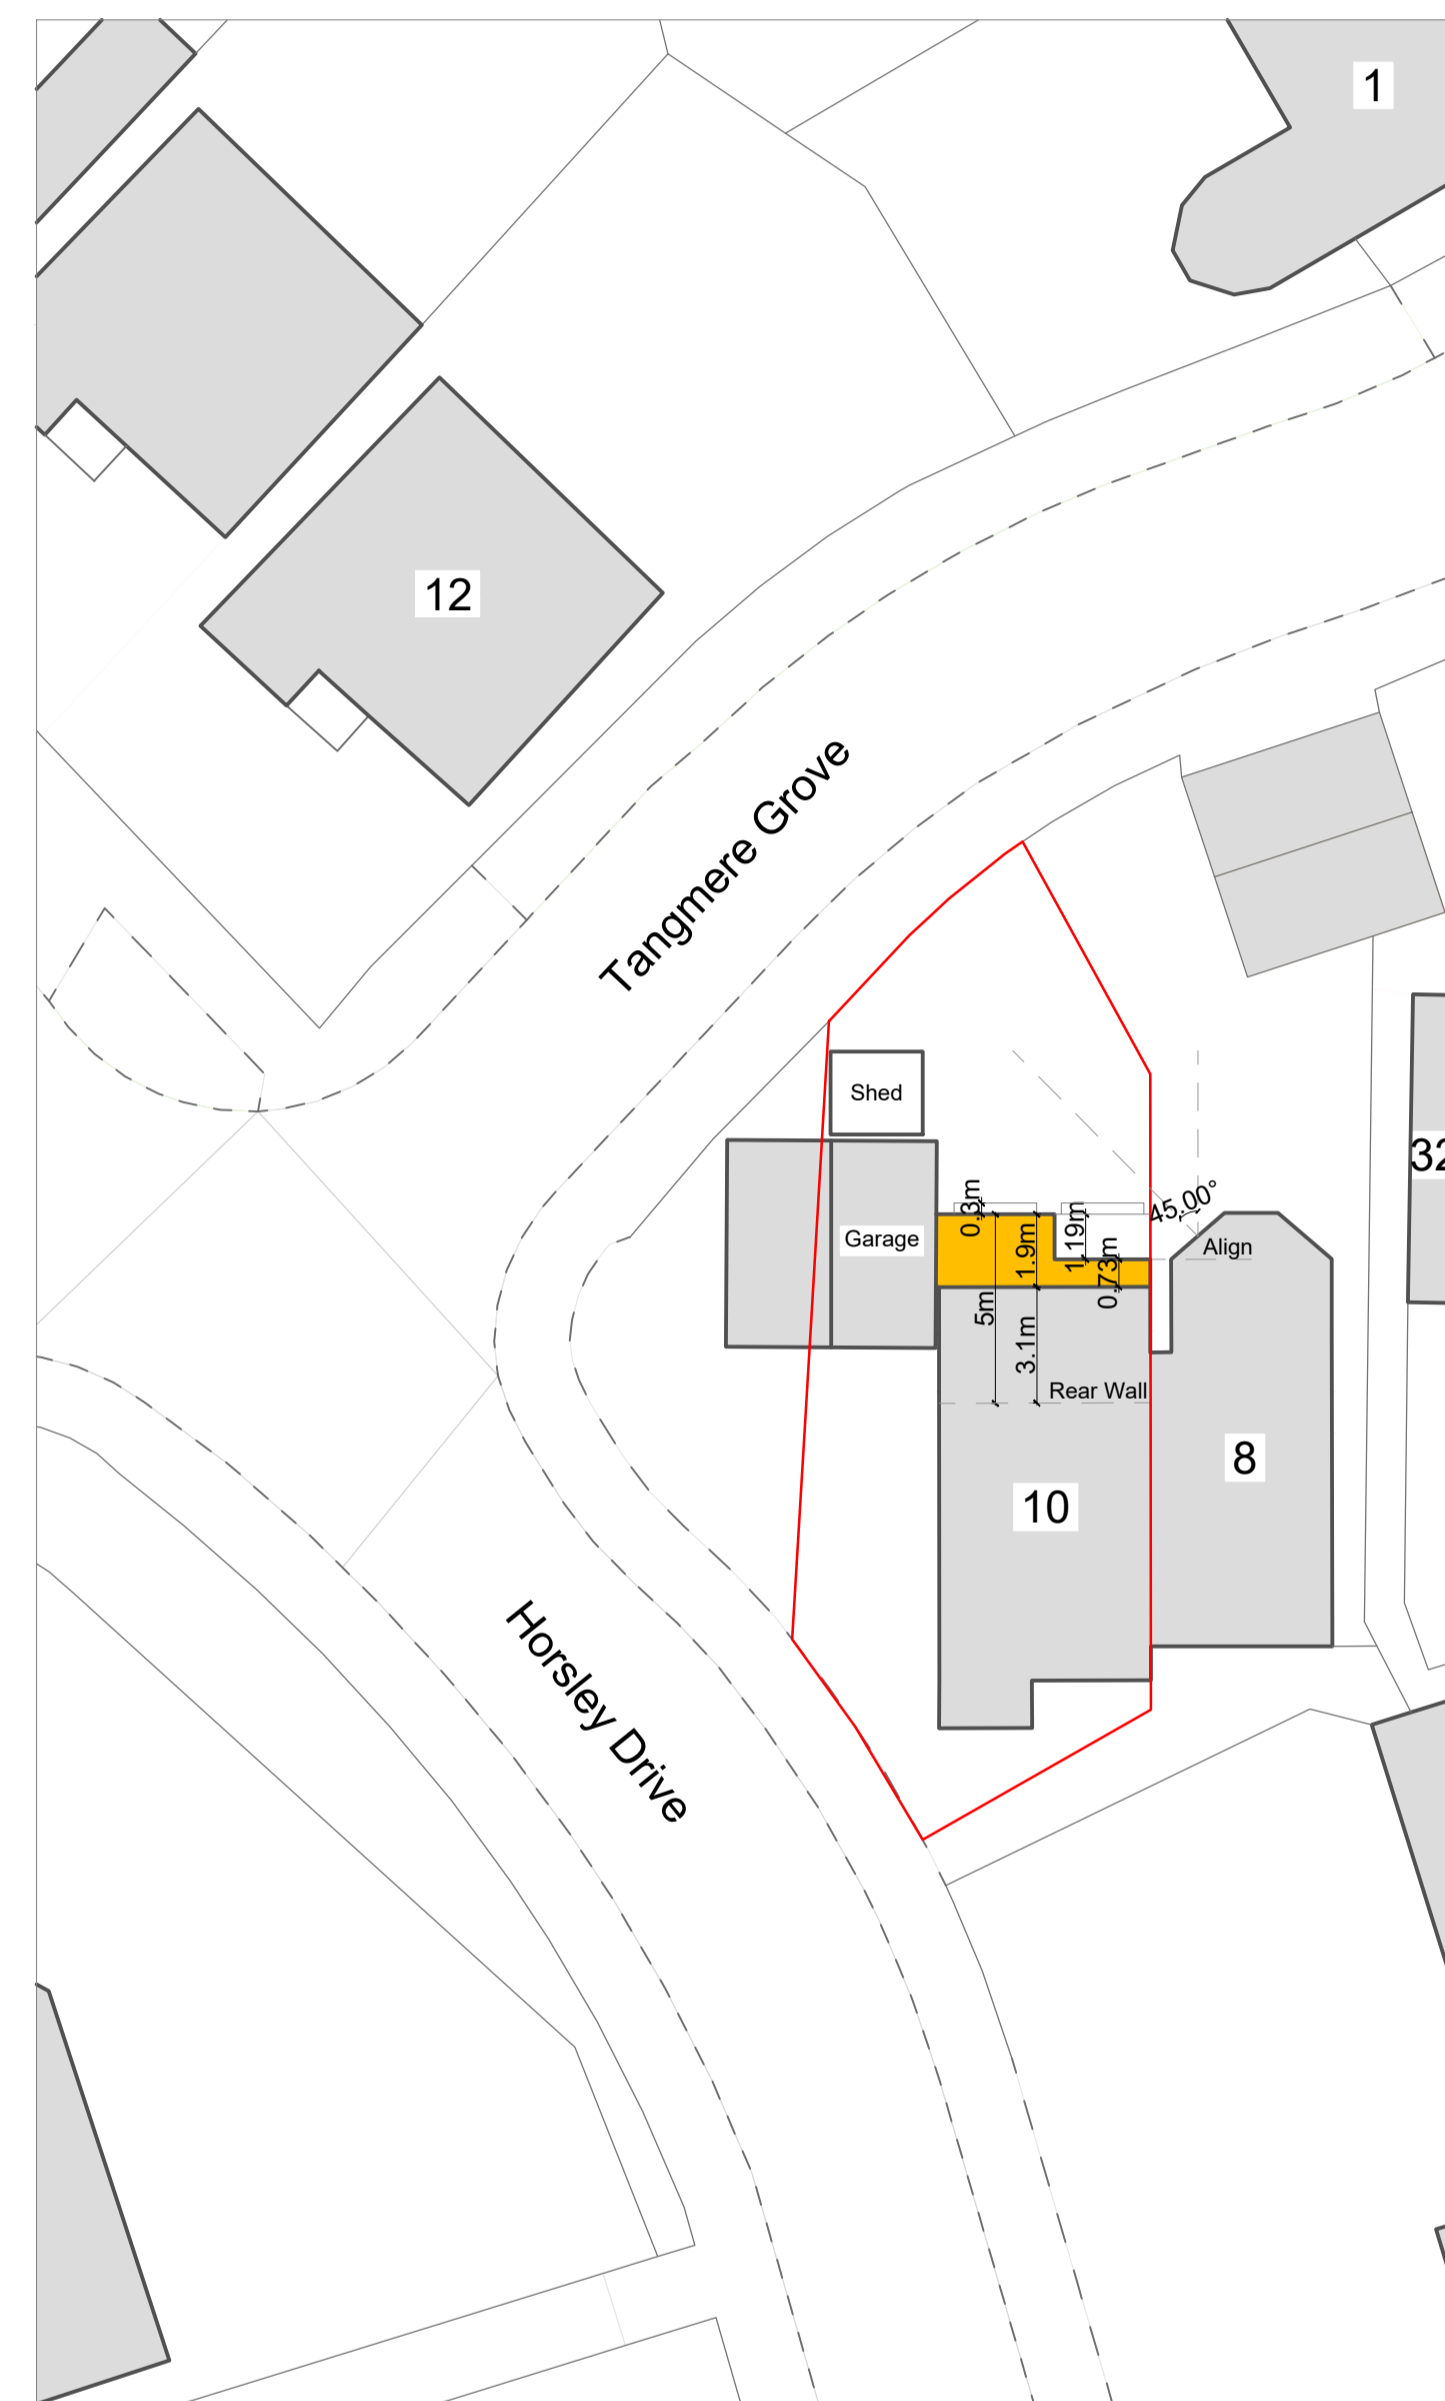 1
12
Tangmere Grove
Shed
0.3m
1.9m
1.19m
45.00°
Garage
Align
0.73m
5m
3.1m
Rear Wall
32
8
10
Horsley Drive